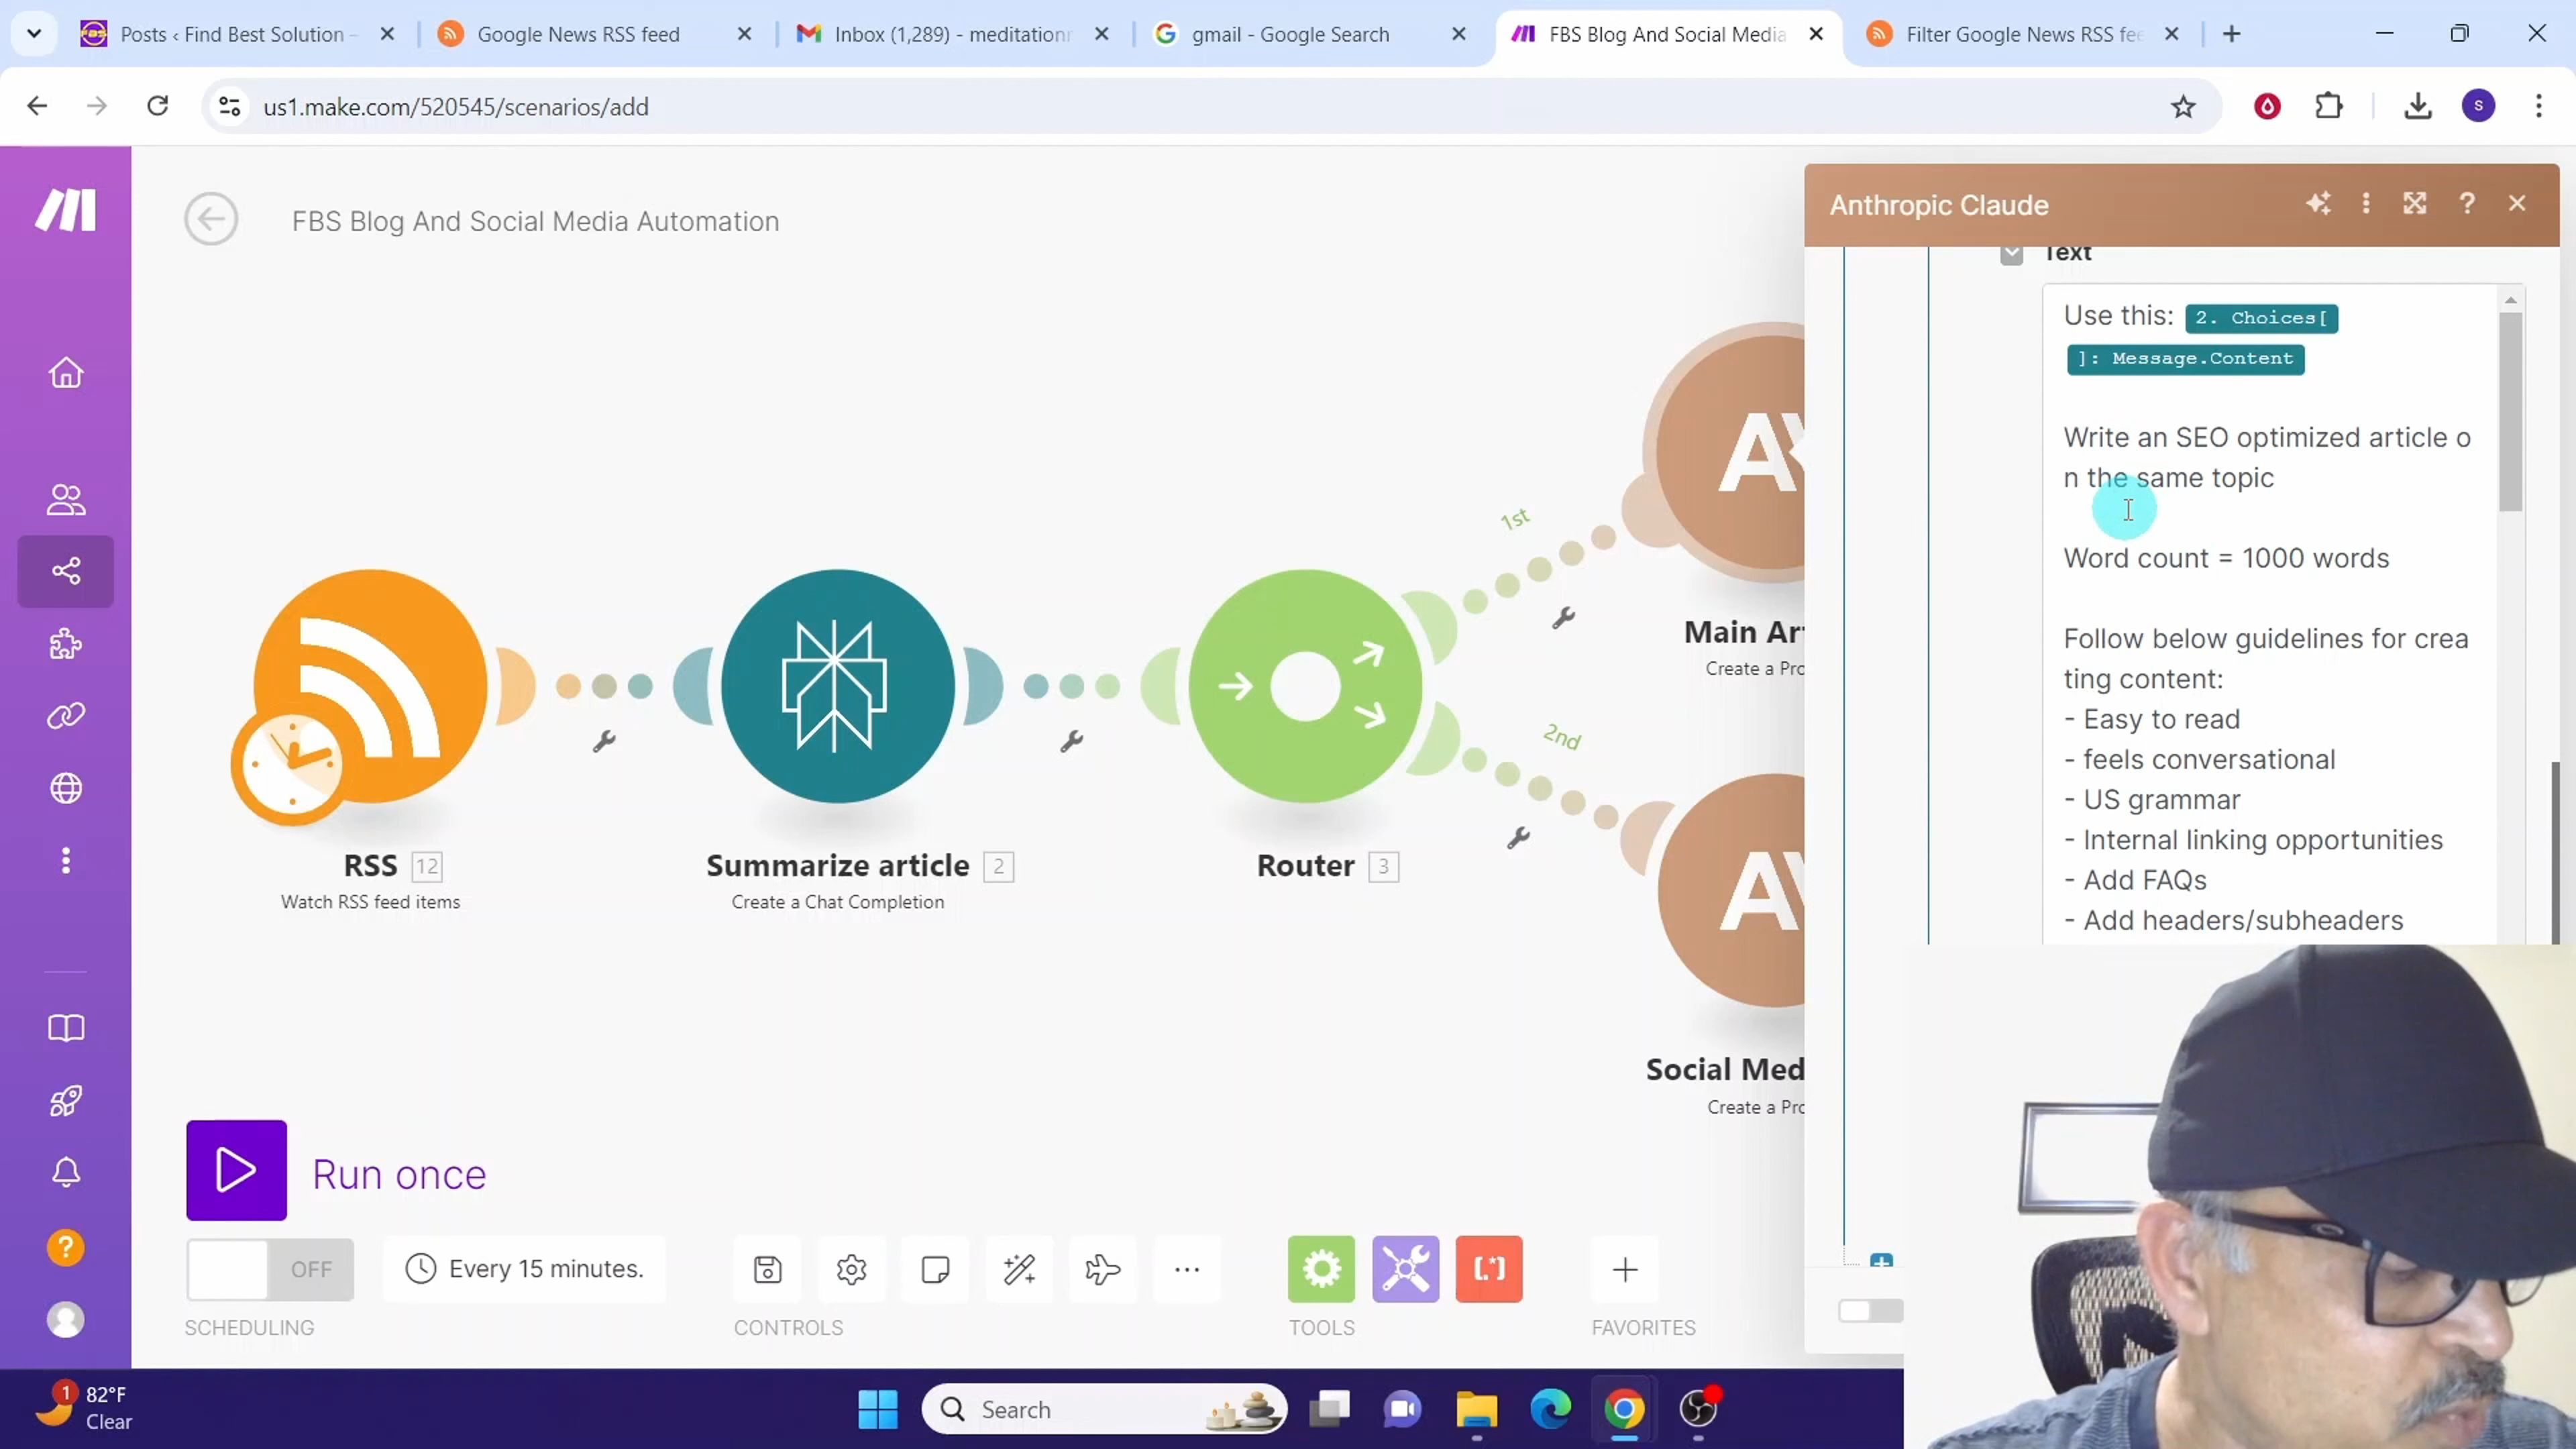 Posts ‹ Find Best Solution –
Google News RSS feed
Inbox (1,289) - meditationr
gmail - Google Search
FBS Blog And Social Media
Filter Google News RSS fee
us1.make.com/520545/scenarios/add
S
FBS Blog And Social Media Automation
Anthropic Claude
Text
Use this: 2. Choices[
]: Message.Content
Write an SEO optimized article o
n the same topic
Word count = 1000 words
Follow below guidelines for crea
ting content:
- Easy to read
- feels conversational
- US grammar
- Internal linking opportunities
- Add FAQs
- Add headers/subheaders
1st
2nd
Main Ar
Create a Pro
RSS 12
Watch RSS feed items
Summarize article 2
Create a Chat Completion
Router 3
Social Med
Create a Pro
Run once
OFF
Every 15 minutes.
SCHEDULING
CONTROLS
TOOLS
FAVORITES
1
82°F
Clear
Search